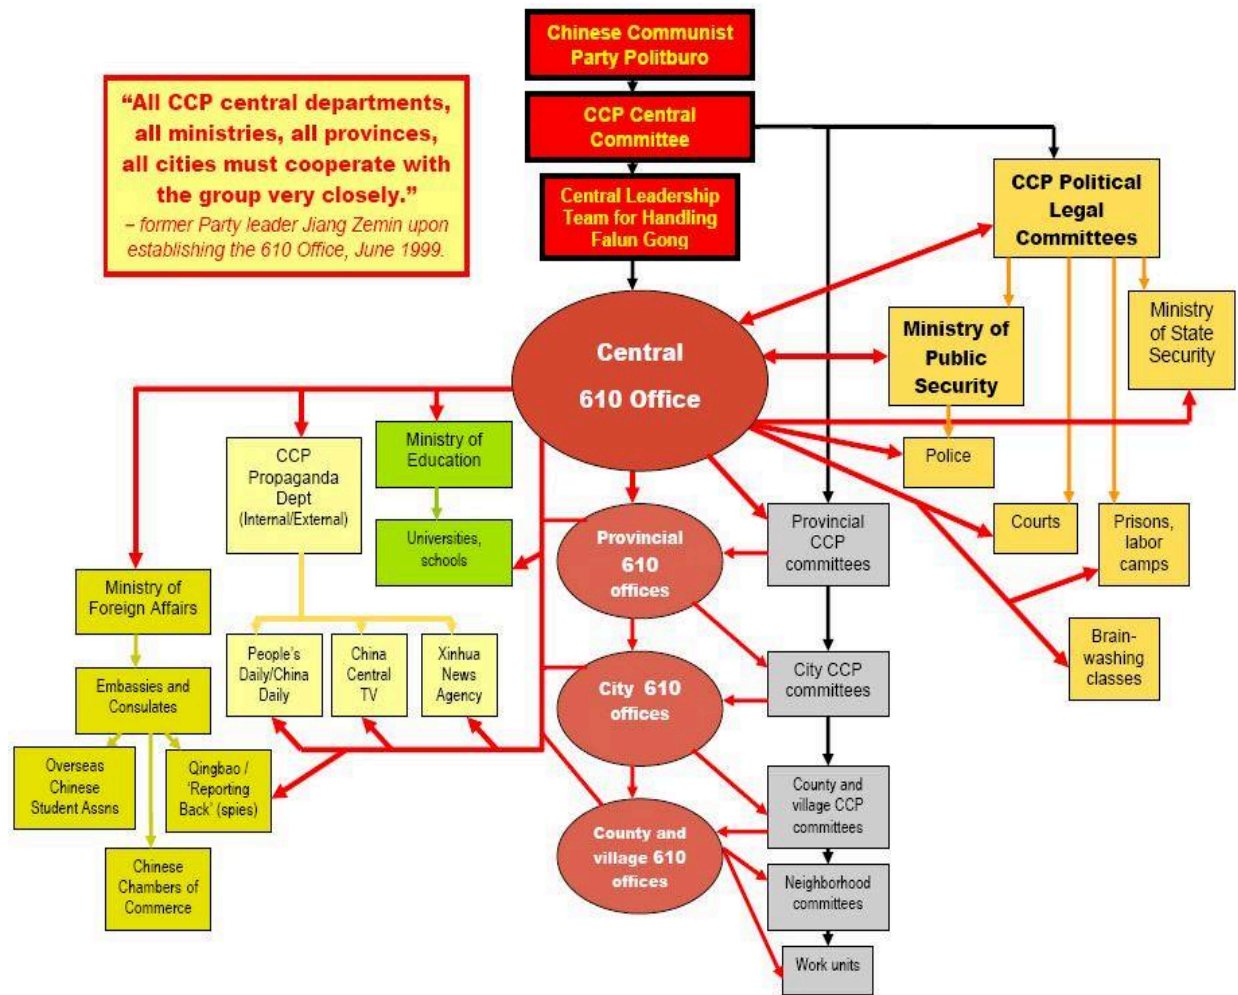 Chinese Communist
Party Politburo
“All CCP central departments,
all ministries, all provinces,
all cities must cooperate with
the group very closely.”
– former Party leader Jiang Zemin upon
establishing the 610 Office, June 1999.
CCP Central
Committee
Central Leadership
Team for Handling
Falun Gong
CCP Political
Legal
Committees
Central
610 Office
Ministry of
Public
Security
Ministry
of State
Security
Police
Courts
Prisons,
labor
camps
Brain-
washing
classes
Ministry of
Education
Universities,
schools
CCP
Propaganda
Dept
(Internal/External)
People’s
Daily/China
Daily
China
Central
TV
Xinhua
News
Agency
Ministry of
Foreign Affairs
Embassies and
Consulates
Overseas
Chinese
Student Assns
Qingbao /
‘Reporting
Back’ (spies)
Chinese
Chambers of
Commerce
Provincial
610
offices
Provincial
CCP
committees
City 610
offices
City CCP
committees
County and
village 610
offices
County and
village CCP
committees
Neighborhood
committees
Work units